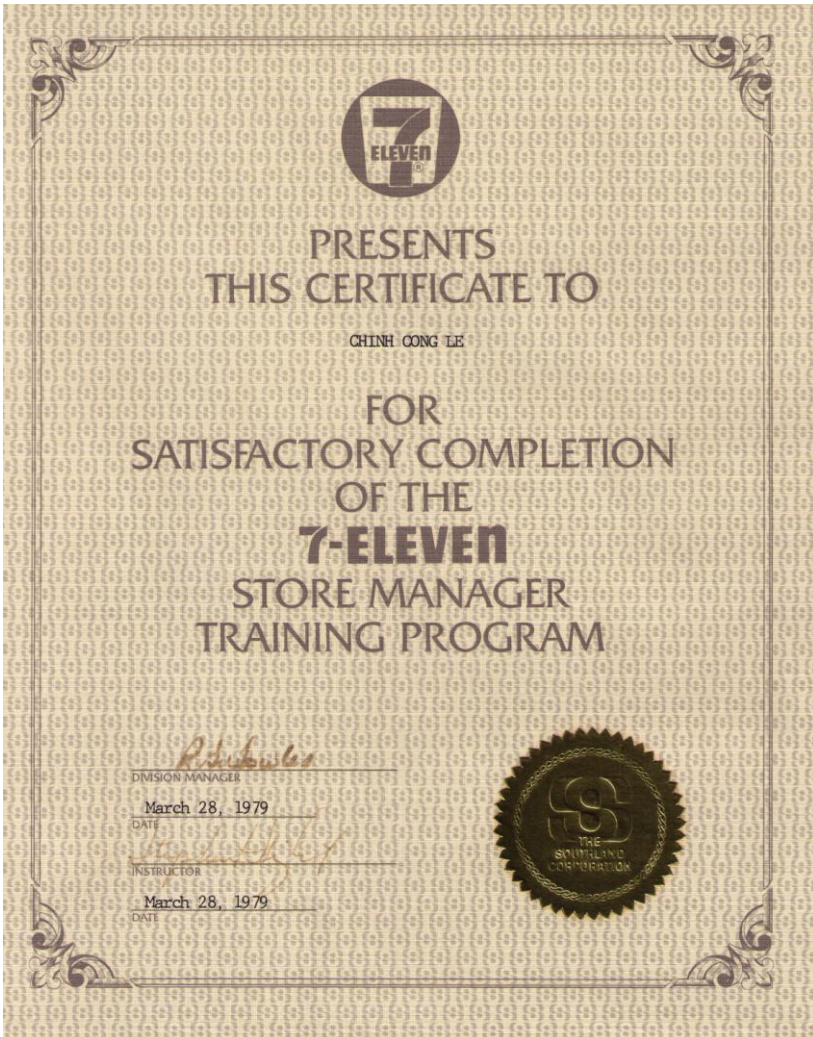 7
ELEVEN
®
PRESENTS
THIS CERTIFICATE TO
CHINH CONG LE
FOR
SATISFACTORY COMPLETION
OF THE
7-ELEVEN
STORE MANAGER
TRAINING PROGRAM
DIVISION MANAGER
March 28, 1979
DATE
INSTRUCTOR
March 28, 1979
DATE
S
THE
SOUTHLAND
CORPORATION